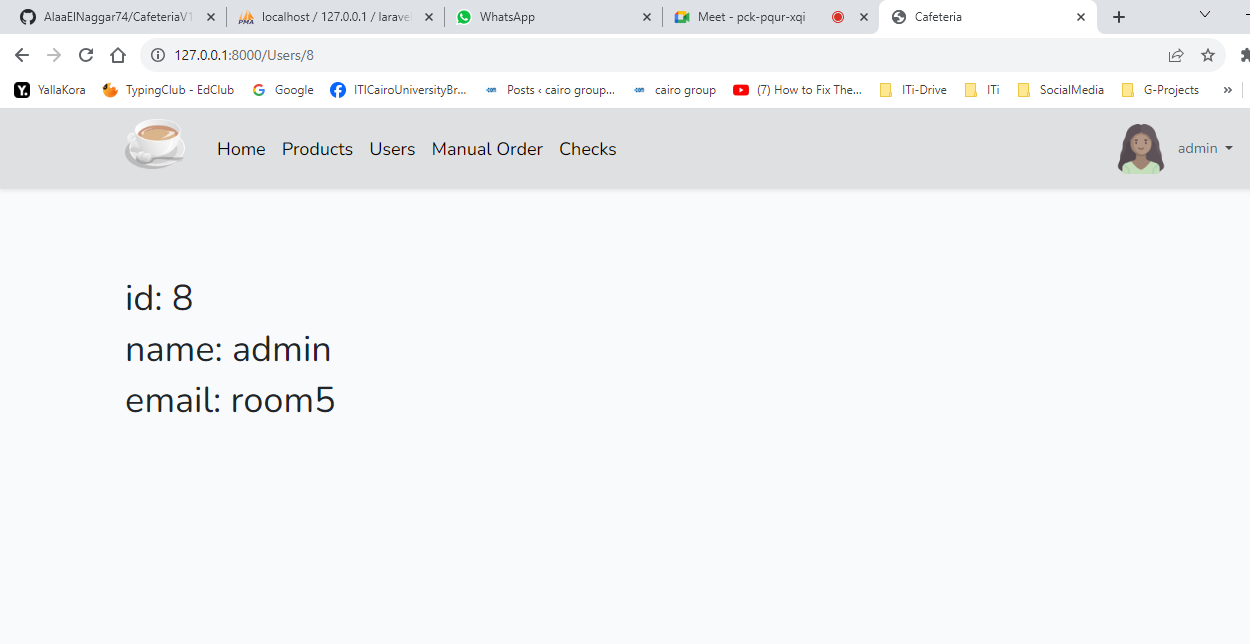 AlaaElNaggar74/CafeteriaV1
localhost / 127.0.0.1 / larave
WhatsApp
Meet - pck-pqur-xqi
Cafeteria
127.0.0.1:8000/Users/8
Y.
YallaKora
TypingClub - EdClub
Google
ITICairoUniversityBr...
Posts ‹ cairo group...
cairo group
(7) How to Fix The...
ITi-Drive
ITi
SocialMedia
G-Projects
»
Home
Products
Users
Manual Order
Checks
admin
id: 8
name: admin
email: room5